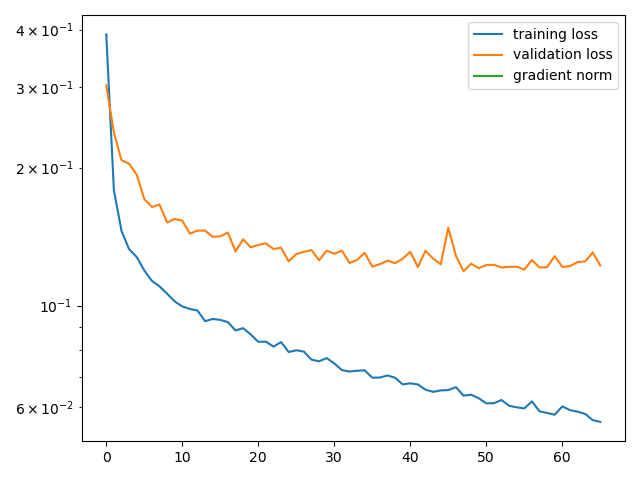 4 × 10⁻¹
3 × 10⁻¹
2 × 10⁻¹
10⁻¹
6 × 10⁻²
0 10 20 30 40 50 60
training loss
validation loss
gradient norm